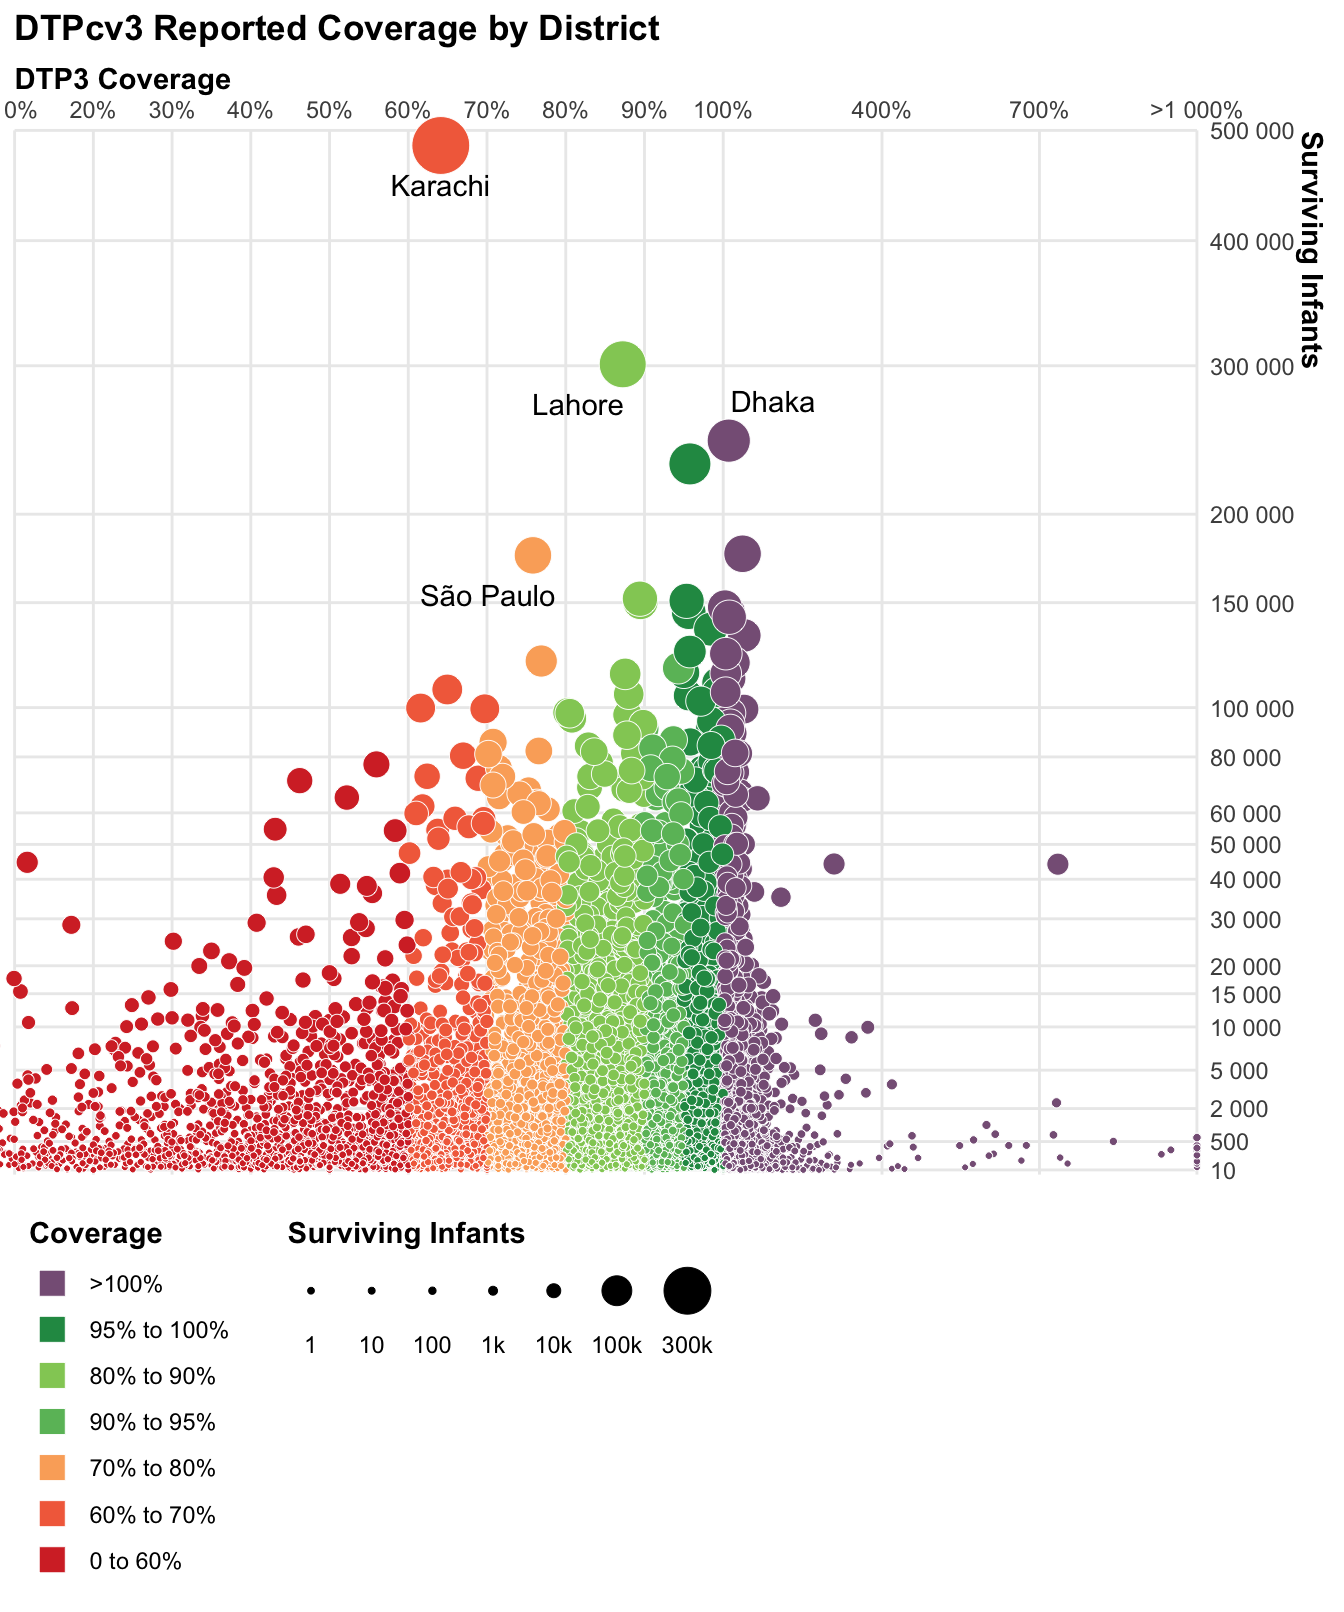 DTPcv3 Reported Coverage by District
DTP3 Coverage
0% 20% 30% 40% 50% 60% 70% 80% 90% 100% 400% 700% >1 000%
500 000
Surviving Infants
Karachi
400 000
300 000
Lahore
Dhaka
200 000
São Paulo
150 000
100 000
80 000
60 000
50 000
40 000
30 000
20 000
15 000
10 000
5 000
2 000
500
10
Coverage
>100%
95% to 100%
80% to 90%
90% to 95%
70% to 80%
60% to 70%
0 to 60%
Surviving Infants
1 10 100 1k 10k 100k 300k